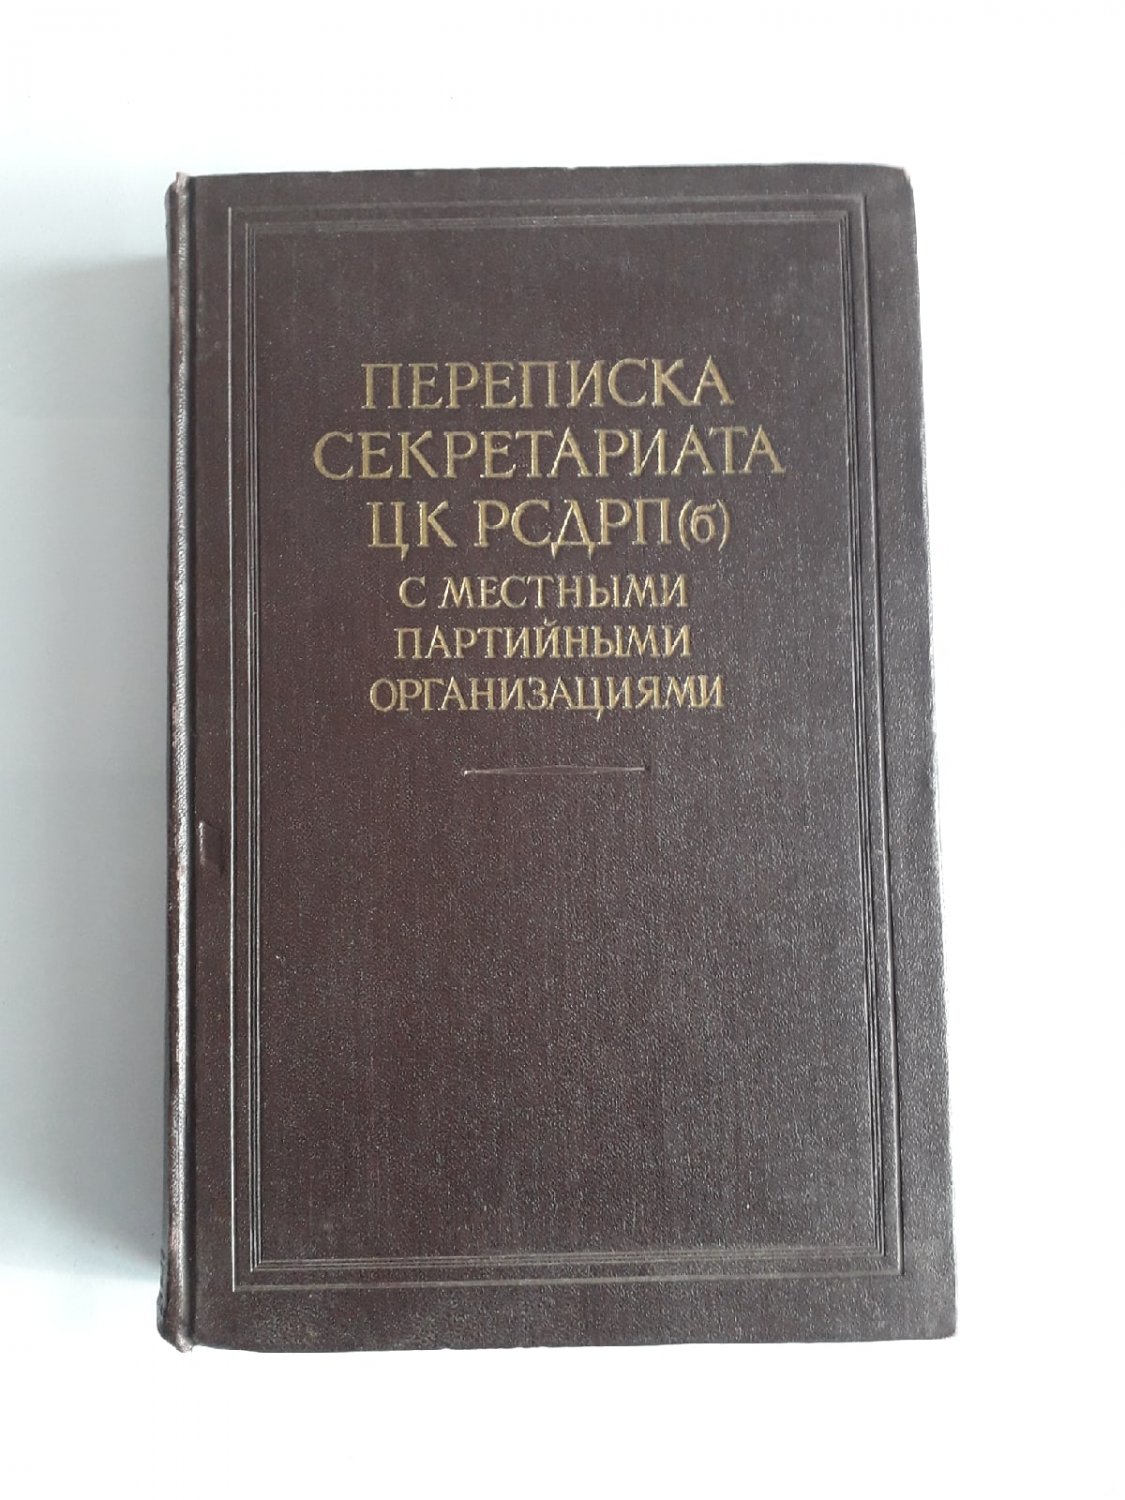 ПЕРЕПИСКА
СЕКРЕТАРИАТА
ЦК РСДРП(б)
С МЕСТНЫМИ
ПАРТИЙНЫМИ
ОРГАНИЗАЦИЯМИ